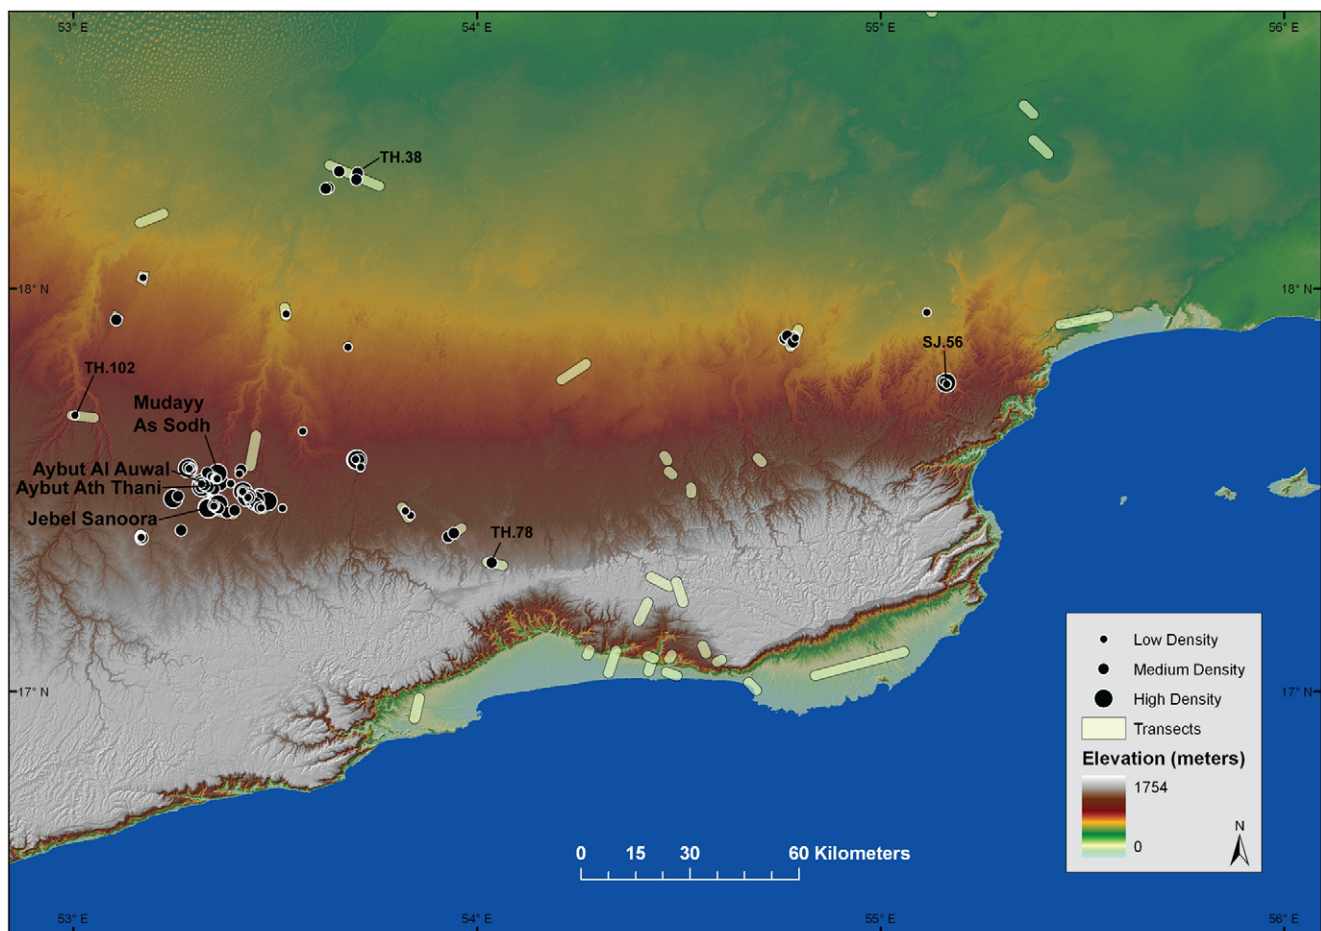 53° E
54° E
55° E
56° E
TH.38
18° N
18° N
SJ.56
TH.102
Mudayy
As Sodh
Aybut Al Auwal
Aybut Ath Thani
Jebel Sanoora
TH.78
17° N
17° N
Low Density
Medium Density
High Density
Transects
Elevation (meters)
1754
0
N
0 15 30 60 Kilometers
53° E
54° E
55° E
56° E